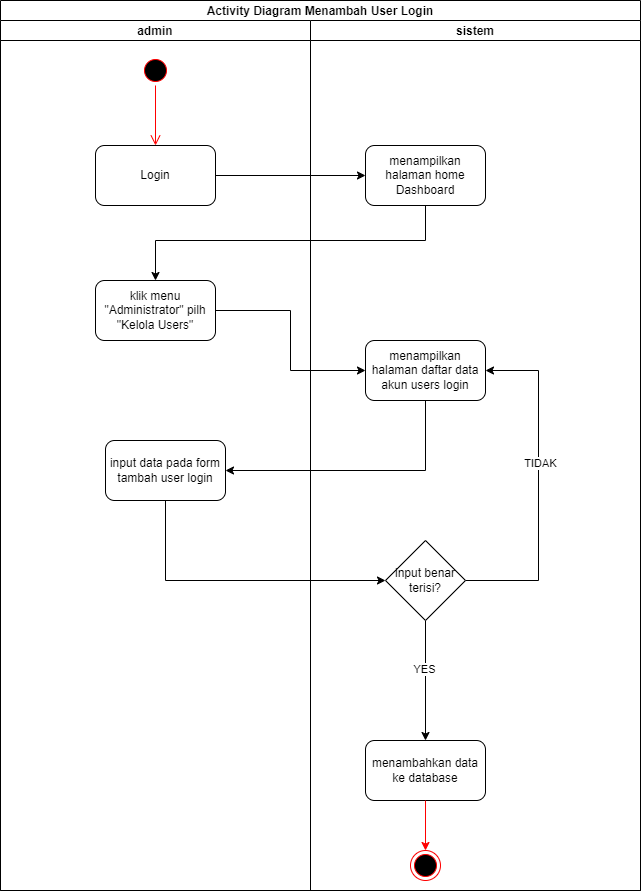 Activity Diagram Menambah User Login
admin
sistem
Login
menampilkan
halaman home
Dashboard
klik menu
"Administrator" pilh
"Kelola Users"
menampilkan
halaman daftar data
akun users login
input data pada form
tambah user login
TIDAK
input benar
terisi?
YES
menambahkan data
ke database